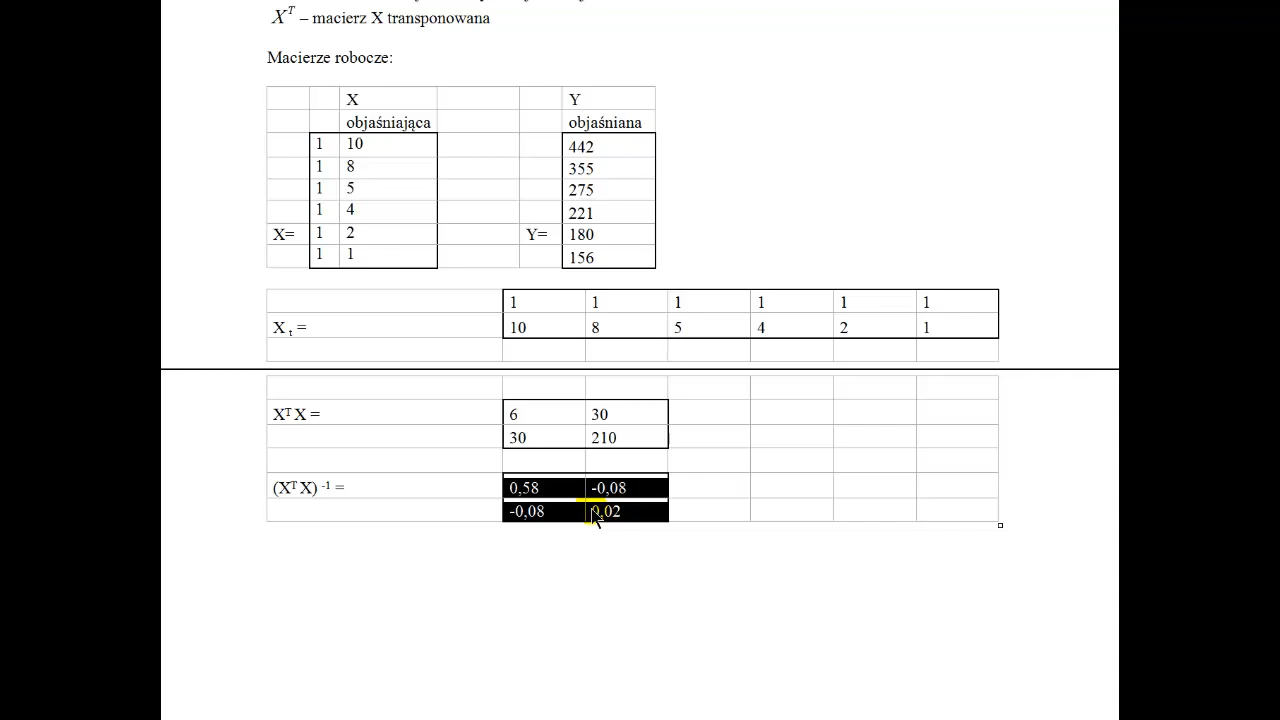 X^T – macierz X transponowana
Macierze robocze:
X Y
objaśniająca objaśniana
1 10 442
1 8 355
1 5 275
1 4 221
X= 1 2 Y= 180
1 1 156
1 1 1 1 1 1
X t = 10 8 5 4 2 1
XT X = 6 30
30 210
(XT X) -1 = 0,58 -0,08
-0,08 0,02